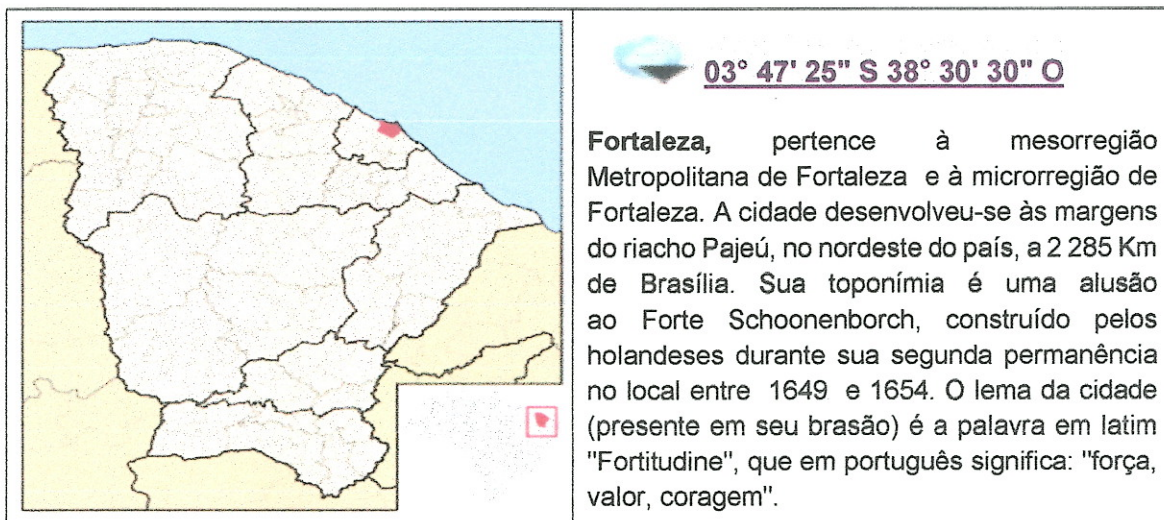 03° 47' 25" S 38° 30' 30" O
Fortaleza, pertence à mesorregião
Metropolitana de Fortaleza e à microrregião de
Fortaleza. A cidade desenvolveu-se às margens
do riacho Pajeú, no nordeste do país, a 2 285 Km
de Brasília. Sua toponímia é uma alusão
ao Forte Schoonenborch, construído pelos
holandeses durante sua segunda permanência
no local entre 1649 e 1654. O lema da cidade
(presente em seu brasão) é a palavra em latim
"Fortitudine", que em português significa: "força,
valor, coragem".